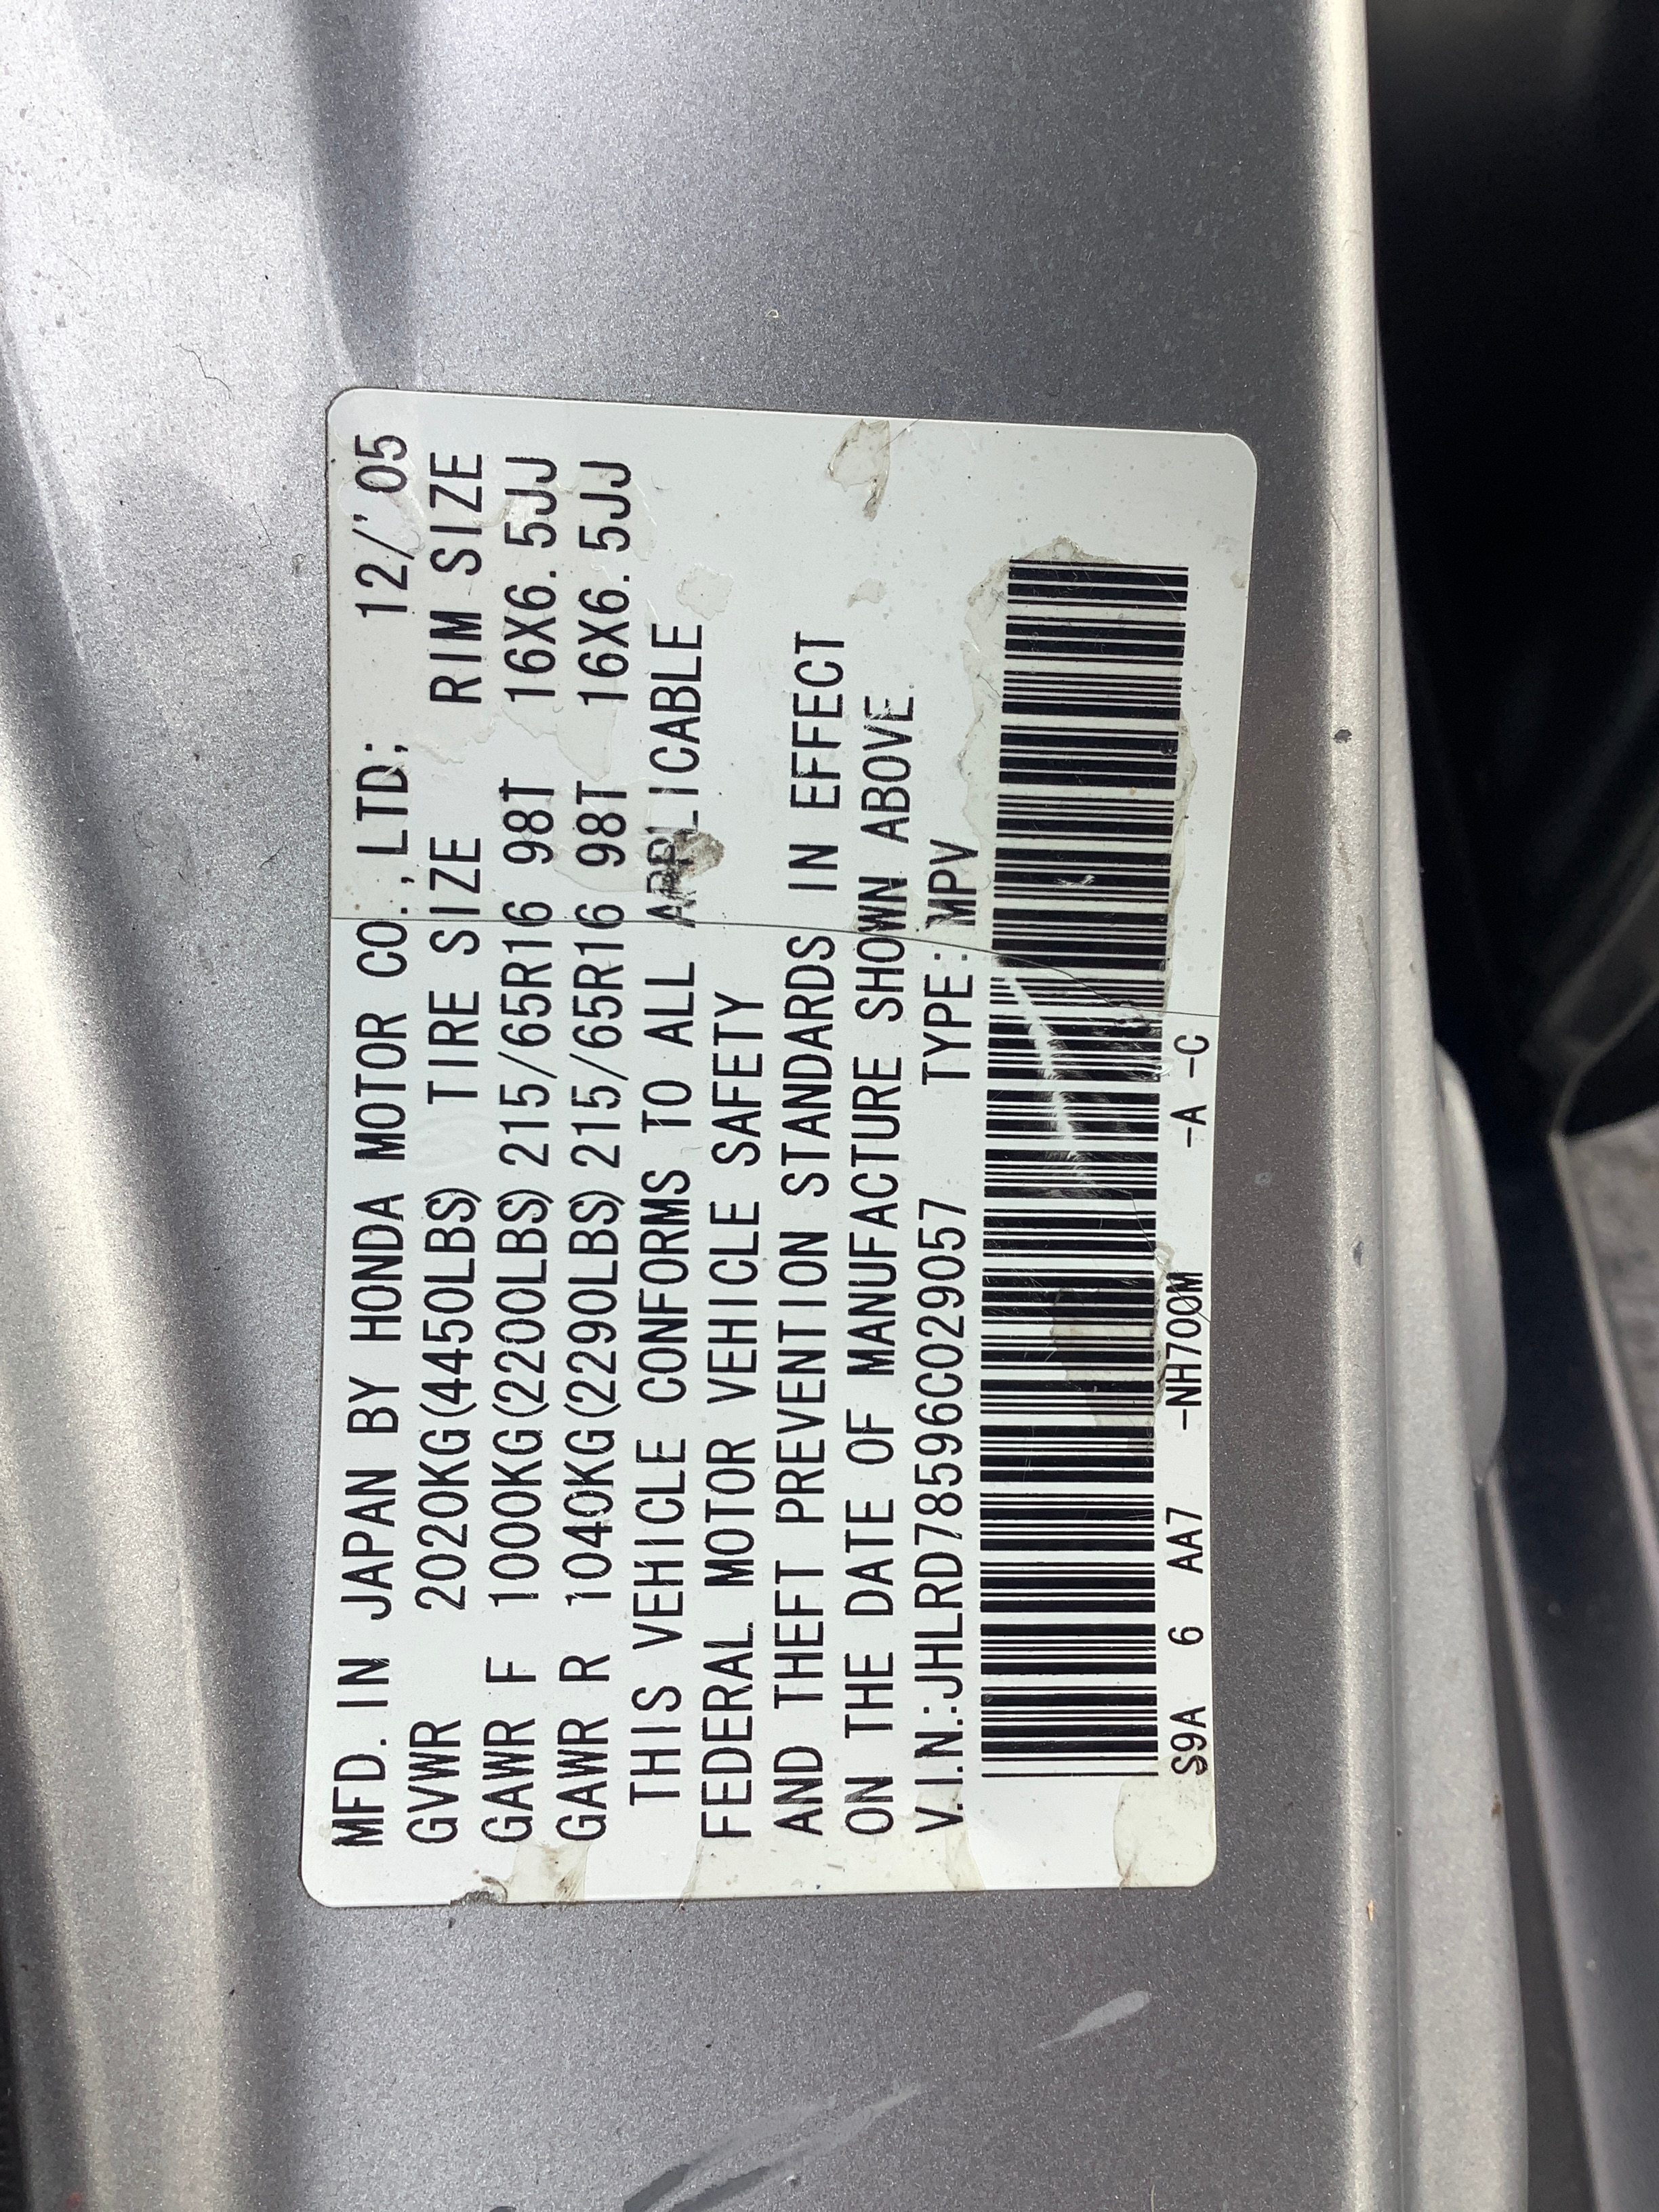 MFD. IN JAPAN BY HONDA MOTOR CO.,LTD; 12/'05
GVWR 2020KG(4450LBS) TIRE SIZE RIM SIZE
GAWR F 1000KG(2200LBS) 215/65R16 98T 16X6.5JJ
GAWR R 1040KG(2290LBS) 215/65R16 98T 16X6.5JJ
THIS VEHICLE CONFORMS TO ALL APPLICABLE
FEDERAL MOTOR VEHICLE SAFETY
AND THEFT PREVENTION STANDARDS IN EFFECT
ON THE DATE OF MANUFACTURE SHOWN ABOVE.
V.I.N.:JHLRD78596C029057 TYPE:MPV
S9A 6 AA7 -NH700M -A -C